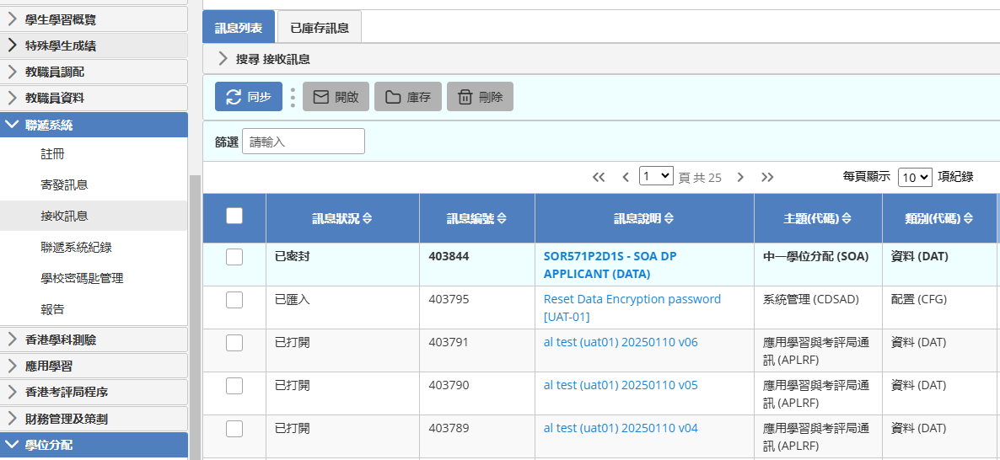 學生學習概覽
特殊學生成績
教職員調配
教職員資料
聯遞系統
註冊
寄發訊息
接收訊息
聯遞系統紀錄
學校密碼匙管理
報告
香港學科測驗
應用學習
香港考評局程序
財務管理及策劃
學位分配
訊息列表 已庫存訊息
搜尋 接收訊息
同步 開啟 庫存 刪除
篩選 請輸入
1 頁 共 25 每頁顯示 10 項紀錄
訊息狀況 訊息編號 訊息說明 主題(代碼) 類別(代碼)
已密封 403844 SOR571P2D1S - SOA DP 中一學位分配 (SOA) 資料 (DAT)
APPLICANT (DATA)
已匯入 403795 Reset Data Encryption password 系統管理 (CDSAD) 配置 (CFG)
[UAT-01]
已打開 403791 al test (uat01) 20250110 v06 應用學習與考評局通 資料 (DAT)
訊 (APLRF)
已打開 403790 al test (uat01) 20250110 v05 應用學習與考評局通 資料 (DAT)
訊 (APLRF)
已打開 403789 al test (uat01) 20250110 v04 應用學習與考評局通 資料 (DAT)
訊 (APLRF)